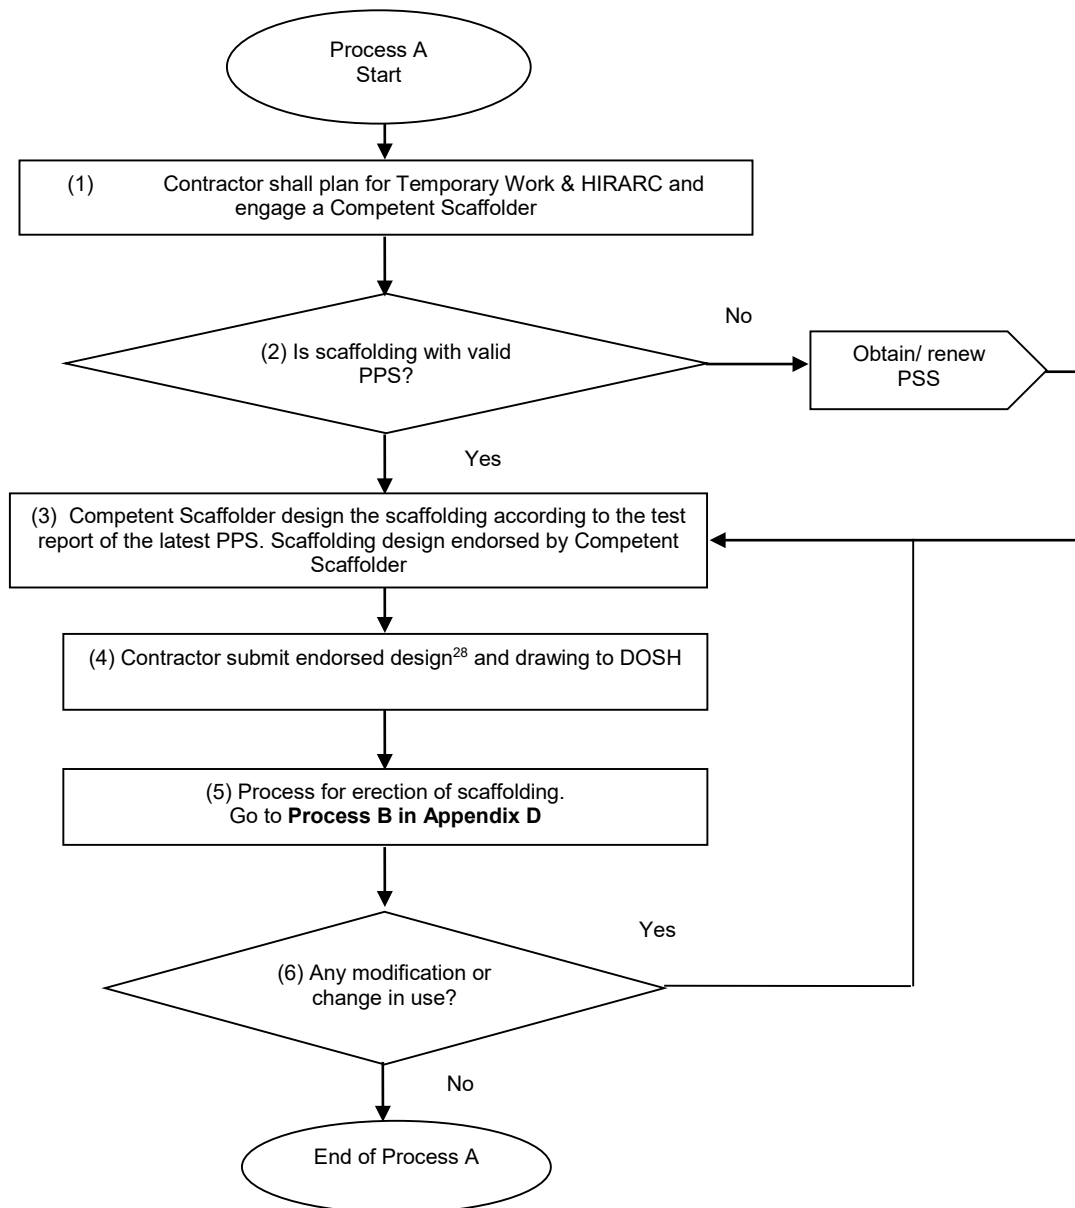 Process A
Start
(1) Contractor shall plan for Temporary Work & HIRARC and
engage a Competent Scaffolder
No
(2) Is scaffolding with valid
PPS?
Obtain/ renew
PSS
Yes
(3) Competent Scaffolder design the scaffolding according to the test
report of the latest PPS. Scaffolding design endorsed by Competent
Scaffolder
(4) Contractor submit endorsed design²⁸ and drawing to DOSH
(5) Process for erection of scaffolding.
Go to Process B in Appendix D
Yes
(6) Any modification or
change in use?
No
End of Process A